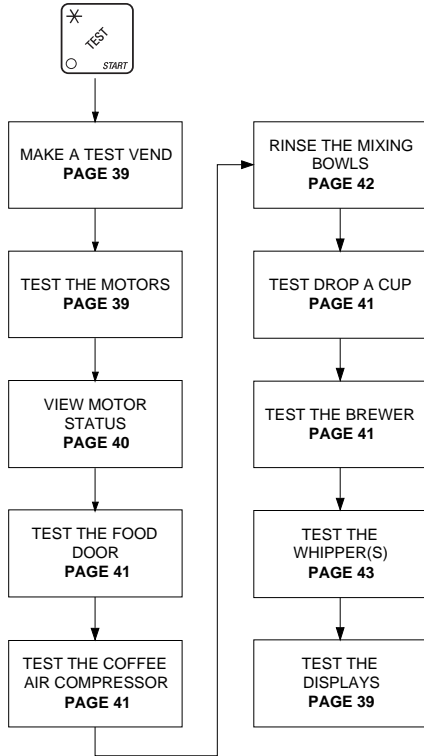 TEST
START
MAKE A TEST VEND
PAGE 39
TEST THE MOTORS
PAGE 39
VIEW MOTOR
STATUS
PAGE 40
TEST THE FOOD
DOOR
PAGE 41
TEST THE COFFEE
AIR COMPRESSOR
PAGE 41
RINSE THE MIXING
BOWLS
PAGE 42
TEST DROP A CUP
PAGE 41
TEST THE BREWER
PAGE 41
TEST THE
WHIPPER(S)
PAGE 43
TEST THE
DISPLAYS
PAGE 39